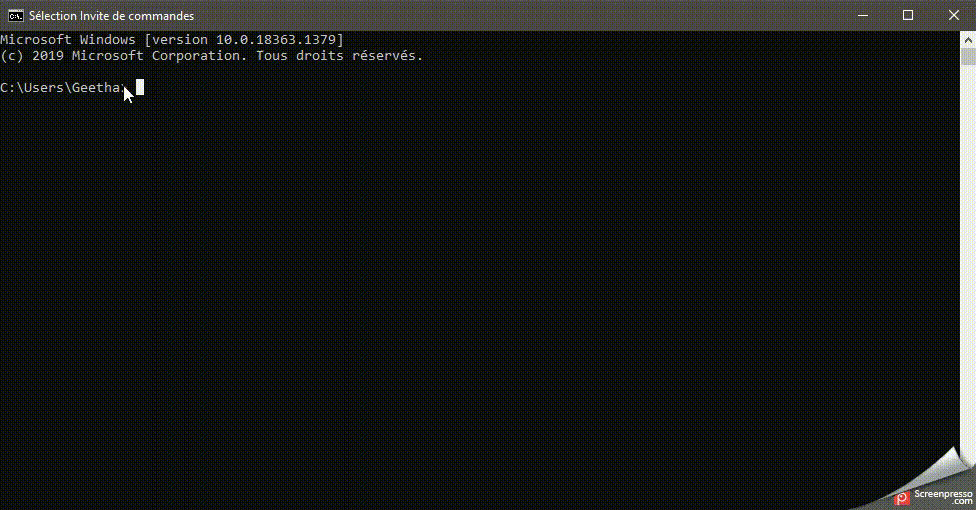 Sélection Invite de commandes
Microsoft Windows [version 10.0.18363.1379]
(c) 2019 Microsoft Corporation. Tous droits réservés.
C:\Users\Geetha>
Screenpresso
.com